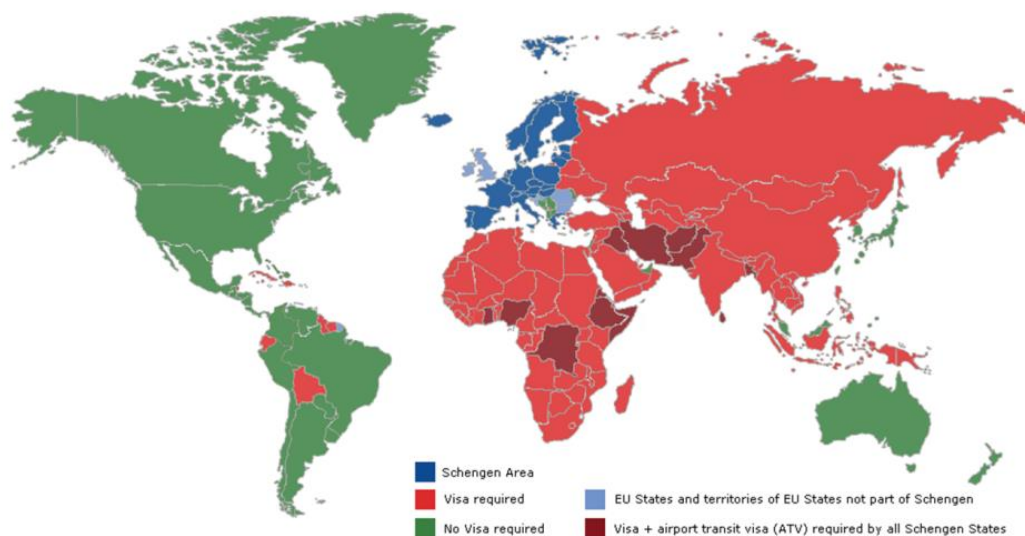 Schengen Area
Visa required
EU States and territories of EU States not part of Schengen
No Visa required
Visa + airport transit visa (ATV) required by all Schengen States